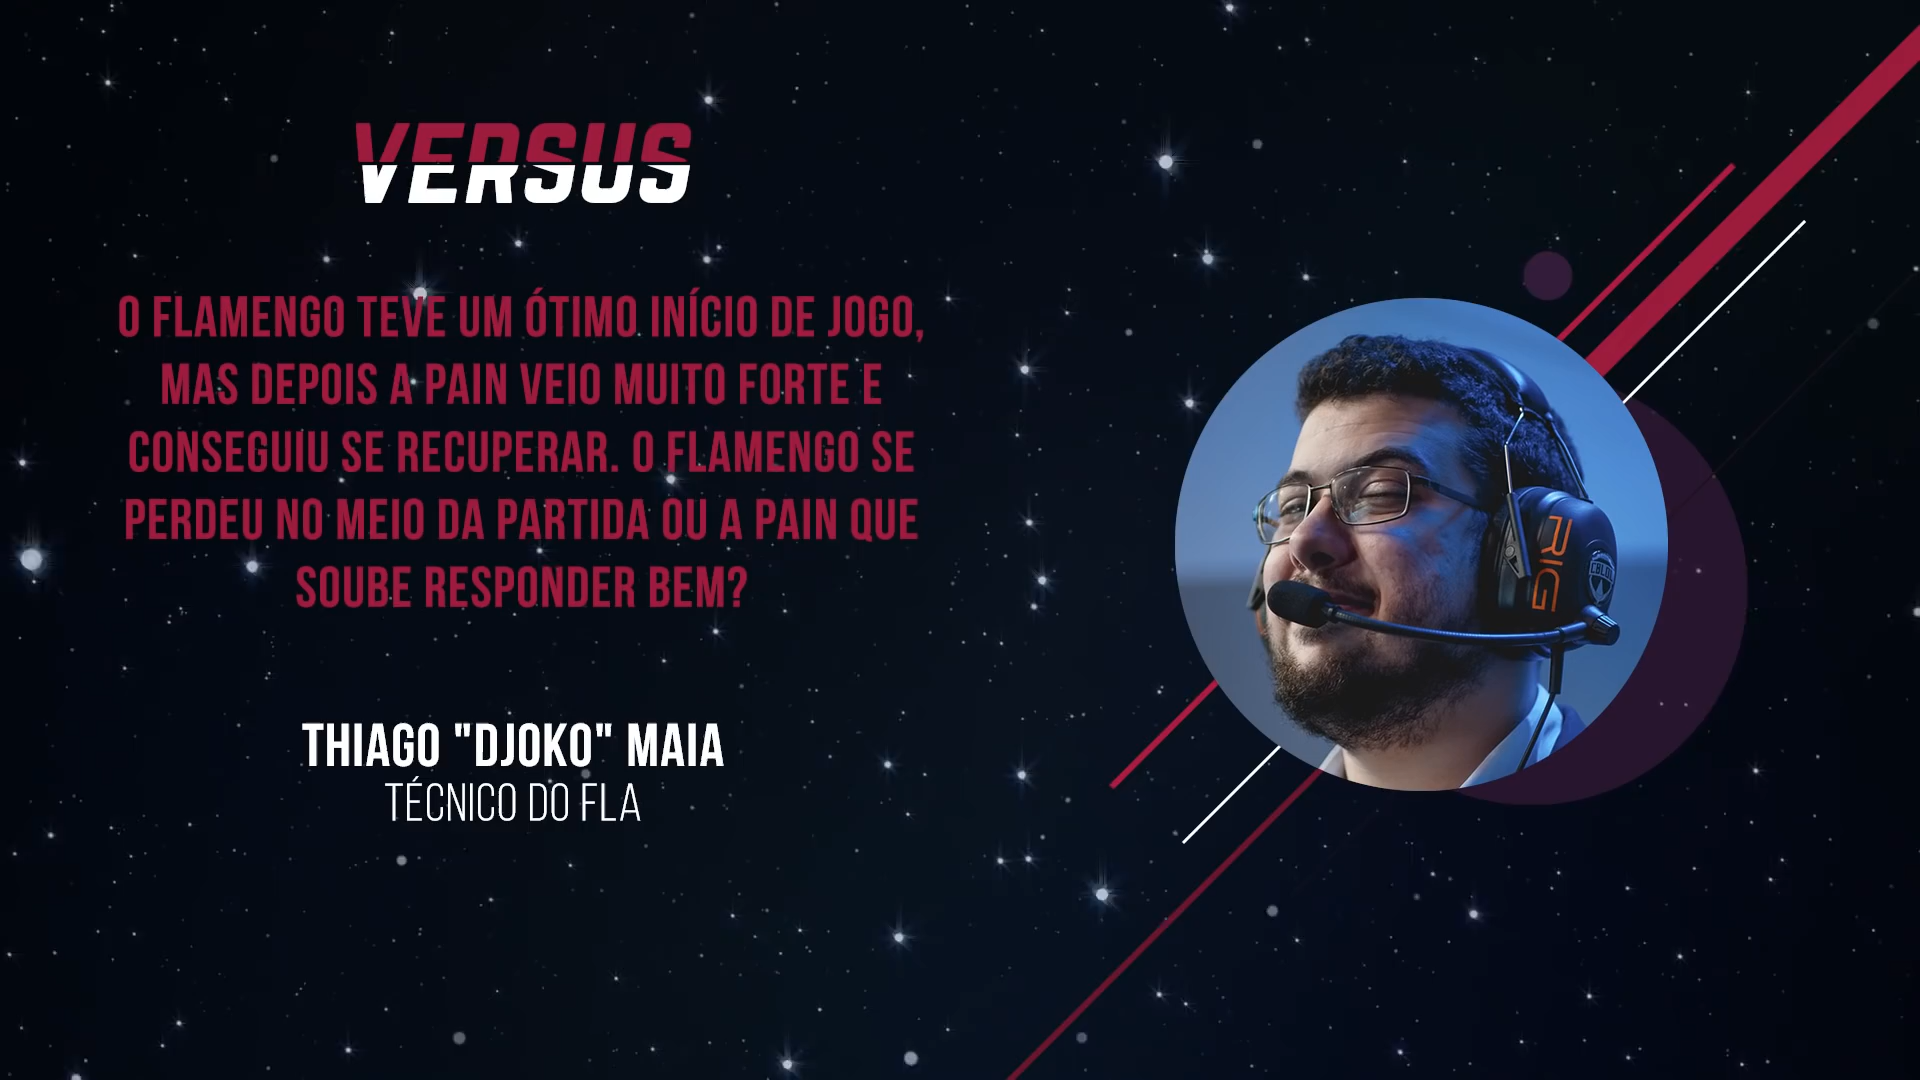 VERSUS
O FLAMENGO TEVE UM ÓTIMO INÍCIO DE JOGO,
MAS DEPOIS A PAIN VEIO MUITO FORTE E
CONSEGUIU SE RECUPERAR. O FLAMENGO SE
PERDEU NO MEIO DA PARTIDA OU A PAIN QUE
SOUBE RESPONDER BEM?
THIAGO "DJOKO" MAIA
TÉCNICO DO FLA
RIG
CBLOL